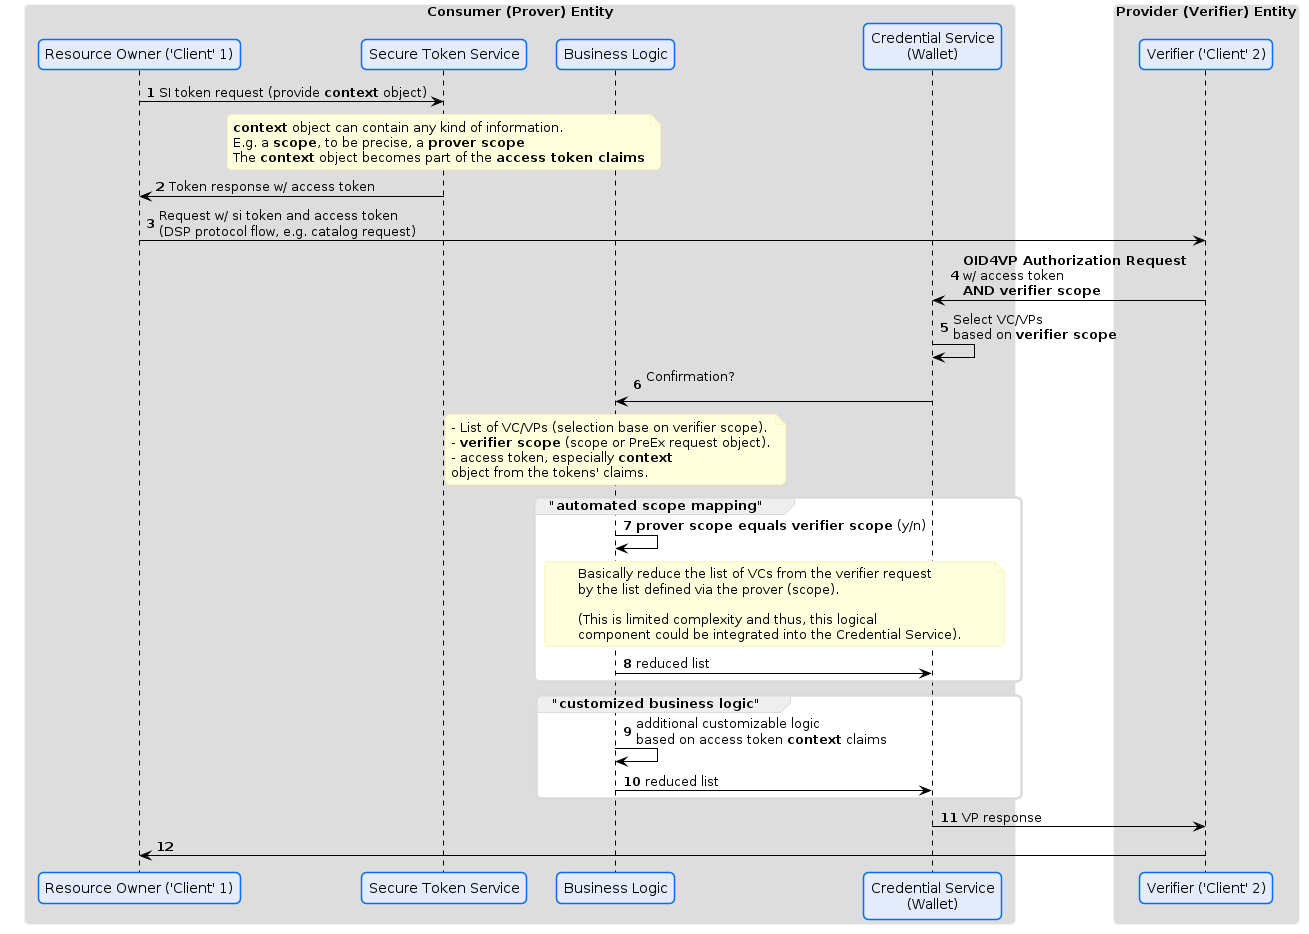 Consumer (Prover) Entity
Provider (Verifier) Entity
Resource Owner ('Client' 1)
Secure Token Service
Business Logic
Credential Service
(Wallet)
Verifier ('Client' 2)
1 SI token request (provide context object)
context object can contain any kind of information.
E.g. a scope, to be precise, a prover scope
The context object becomes part of the access token claims
2 Token response w/ access token
3 Request w/ si token and access token
(DSP protocol flow, e.g. catalog request)
OID4VP Authorization Request
4 w/ access token
AND verifier scope
5 Select VC/VPs
based on verifier scope
6 Confirmation?
- List of VC/VPs (selection base on verifier scope).
- verifier scope (scope or PreEx request object).
- access token, especially context
object from the tokens' claims.
"automated scope mapping"
7 prover scope equals verifier scope (y/n)
Basically reduce the list of VCs from the verifier request
by the list defined via the prover (scope).
(This is limited complexity and thus, this logical
component could be integrated into the Credential Service).
8 reduced list
"customized business logic"
9 additional customizable logic
based on access token context claims
10 reduced list
11 VP response
12
Resource Owner ('Client' 1)
Secure Token Service
Business Logic
Credential Service
(Wallet)
Verifier ('Client' 2)